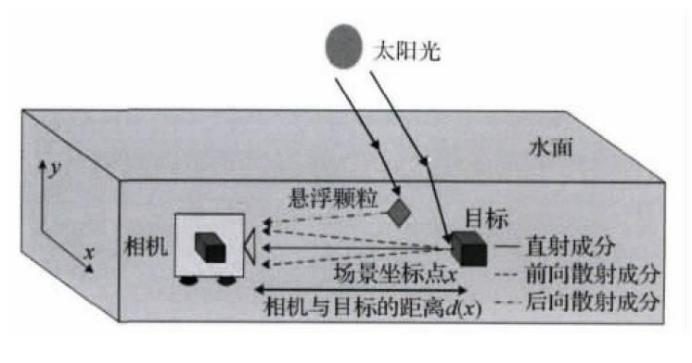 太阳光
水面
y
x
悬浮颗粒
相机
目标
直射成分
场景坐标点x
前向散射成分
相机与目标的距离d(x)
后向散射成分